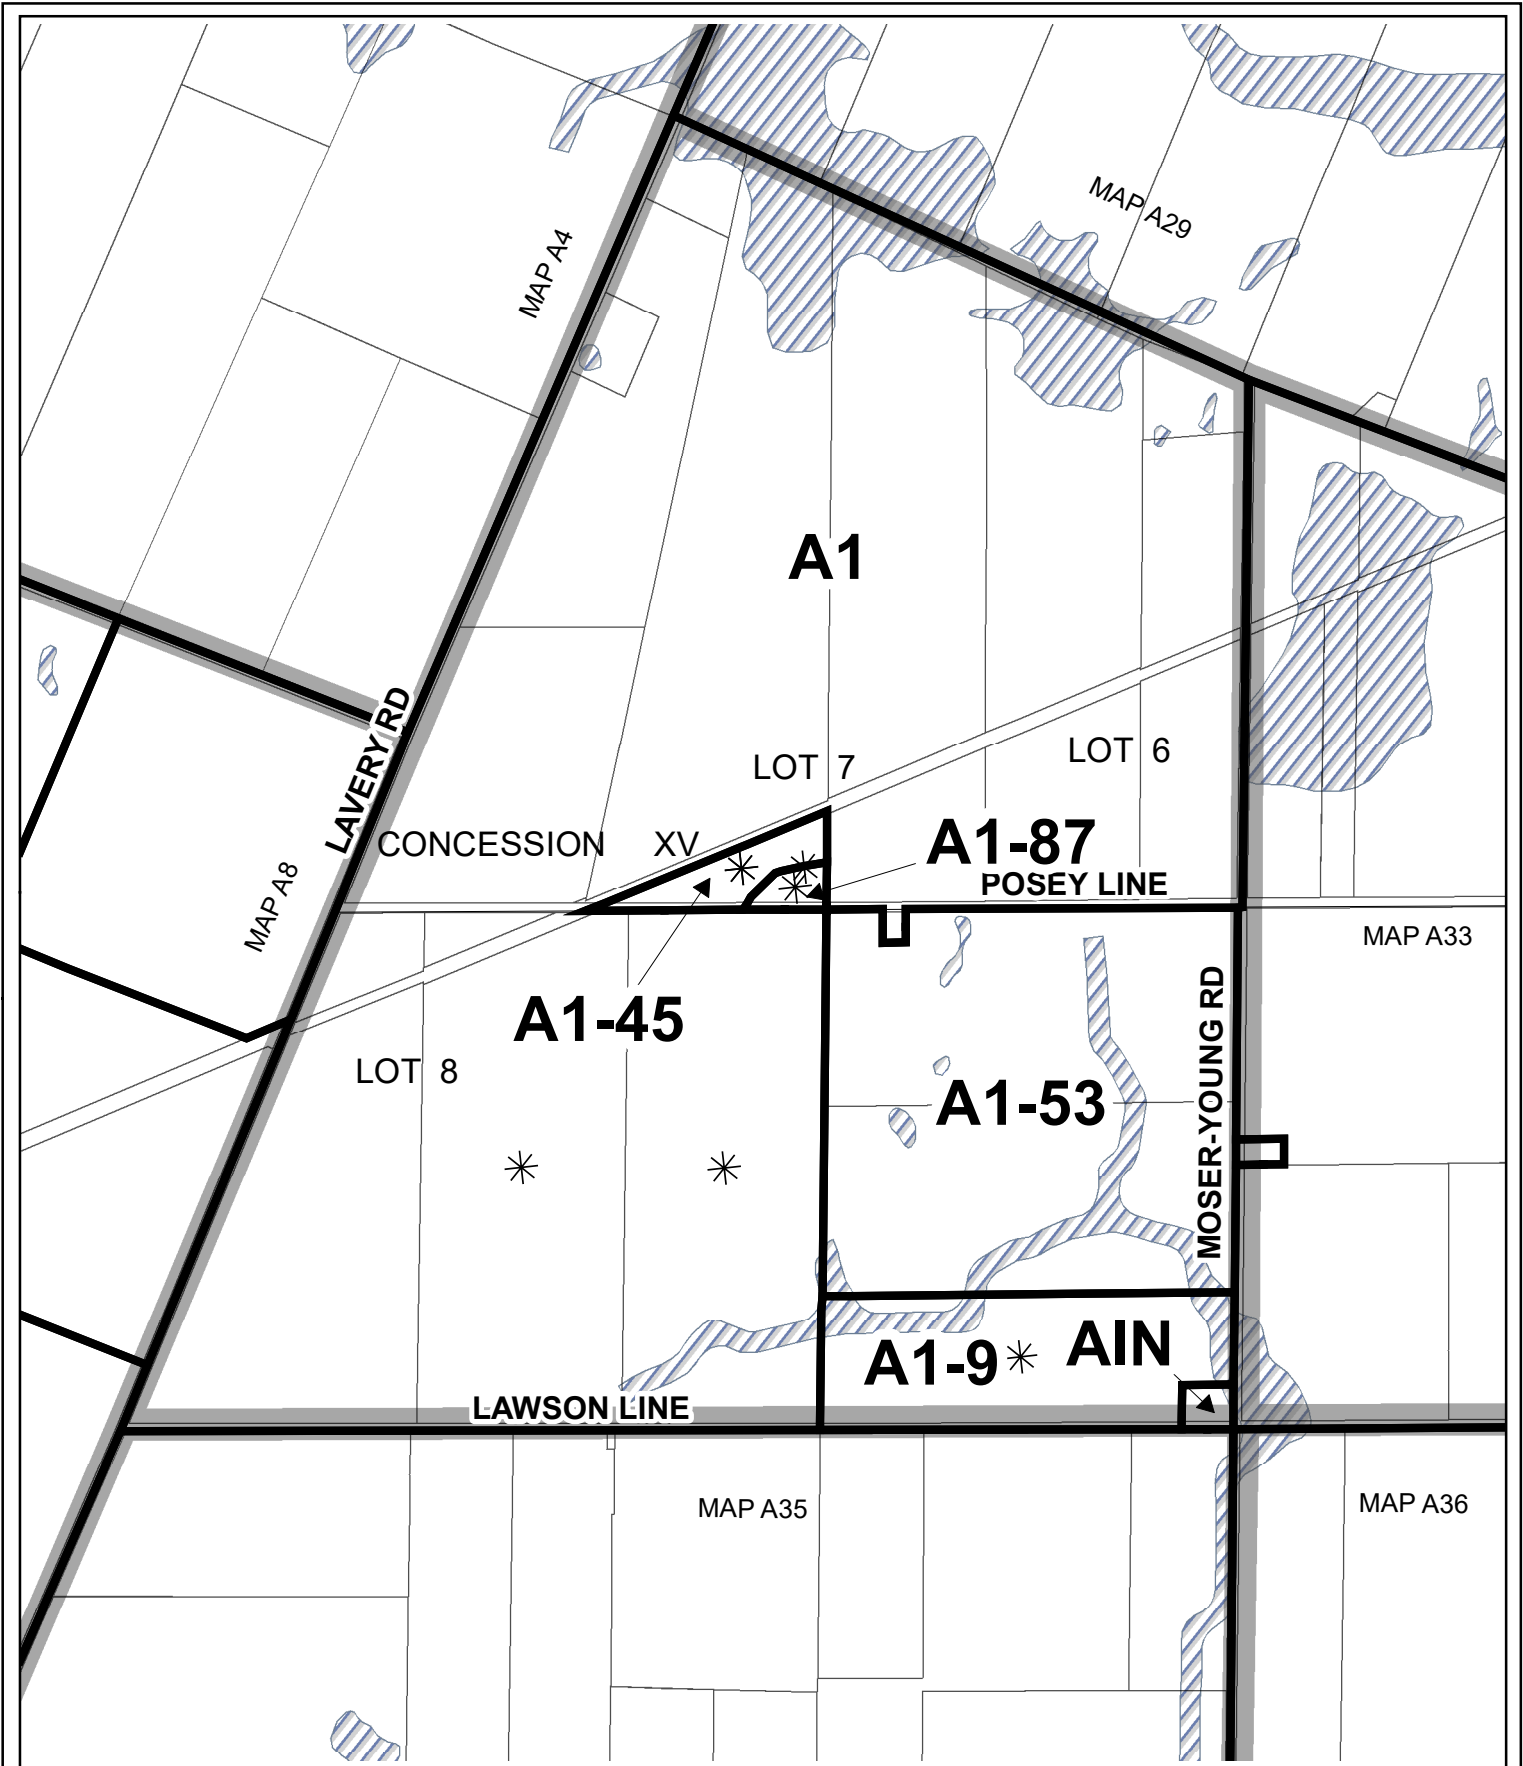 MAP A29
MAP A4
A1
LAVERY RD
LOT 6
LOT 7
CONCESSION XV
A1-87
POSEY LINE
MAP A8
MAP A33
A1-45
MOSER-YOUNG RD
LOT 8
A1-53
A1-9
AIN
LAWSON LINE
MAP A35
MAP A36